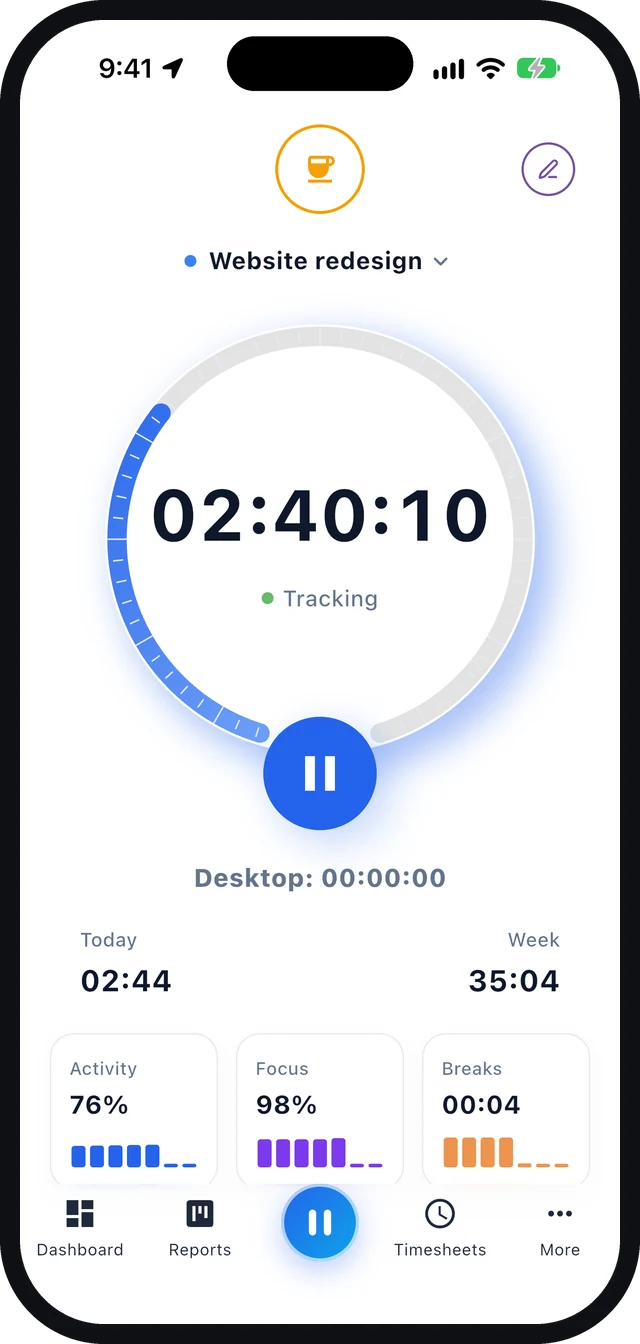 9:41
Website redesign
02:40:10
Tracking
Desktop: 00:00:00
Today Week
02:44 35:04
Activity Focus Breaks
76% 98% 00:04
Dashboard Reports Timesheets More